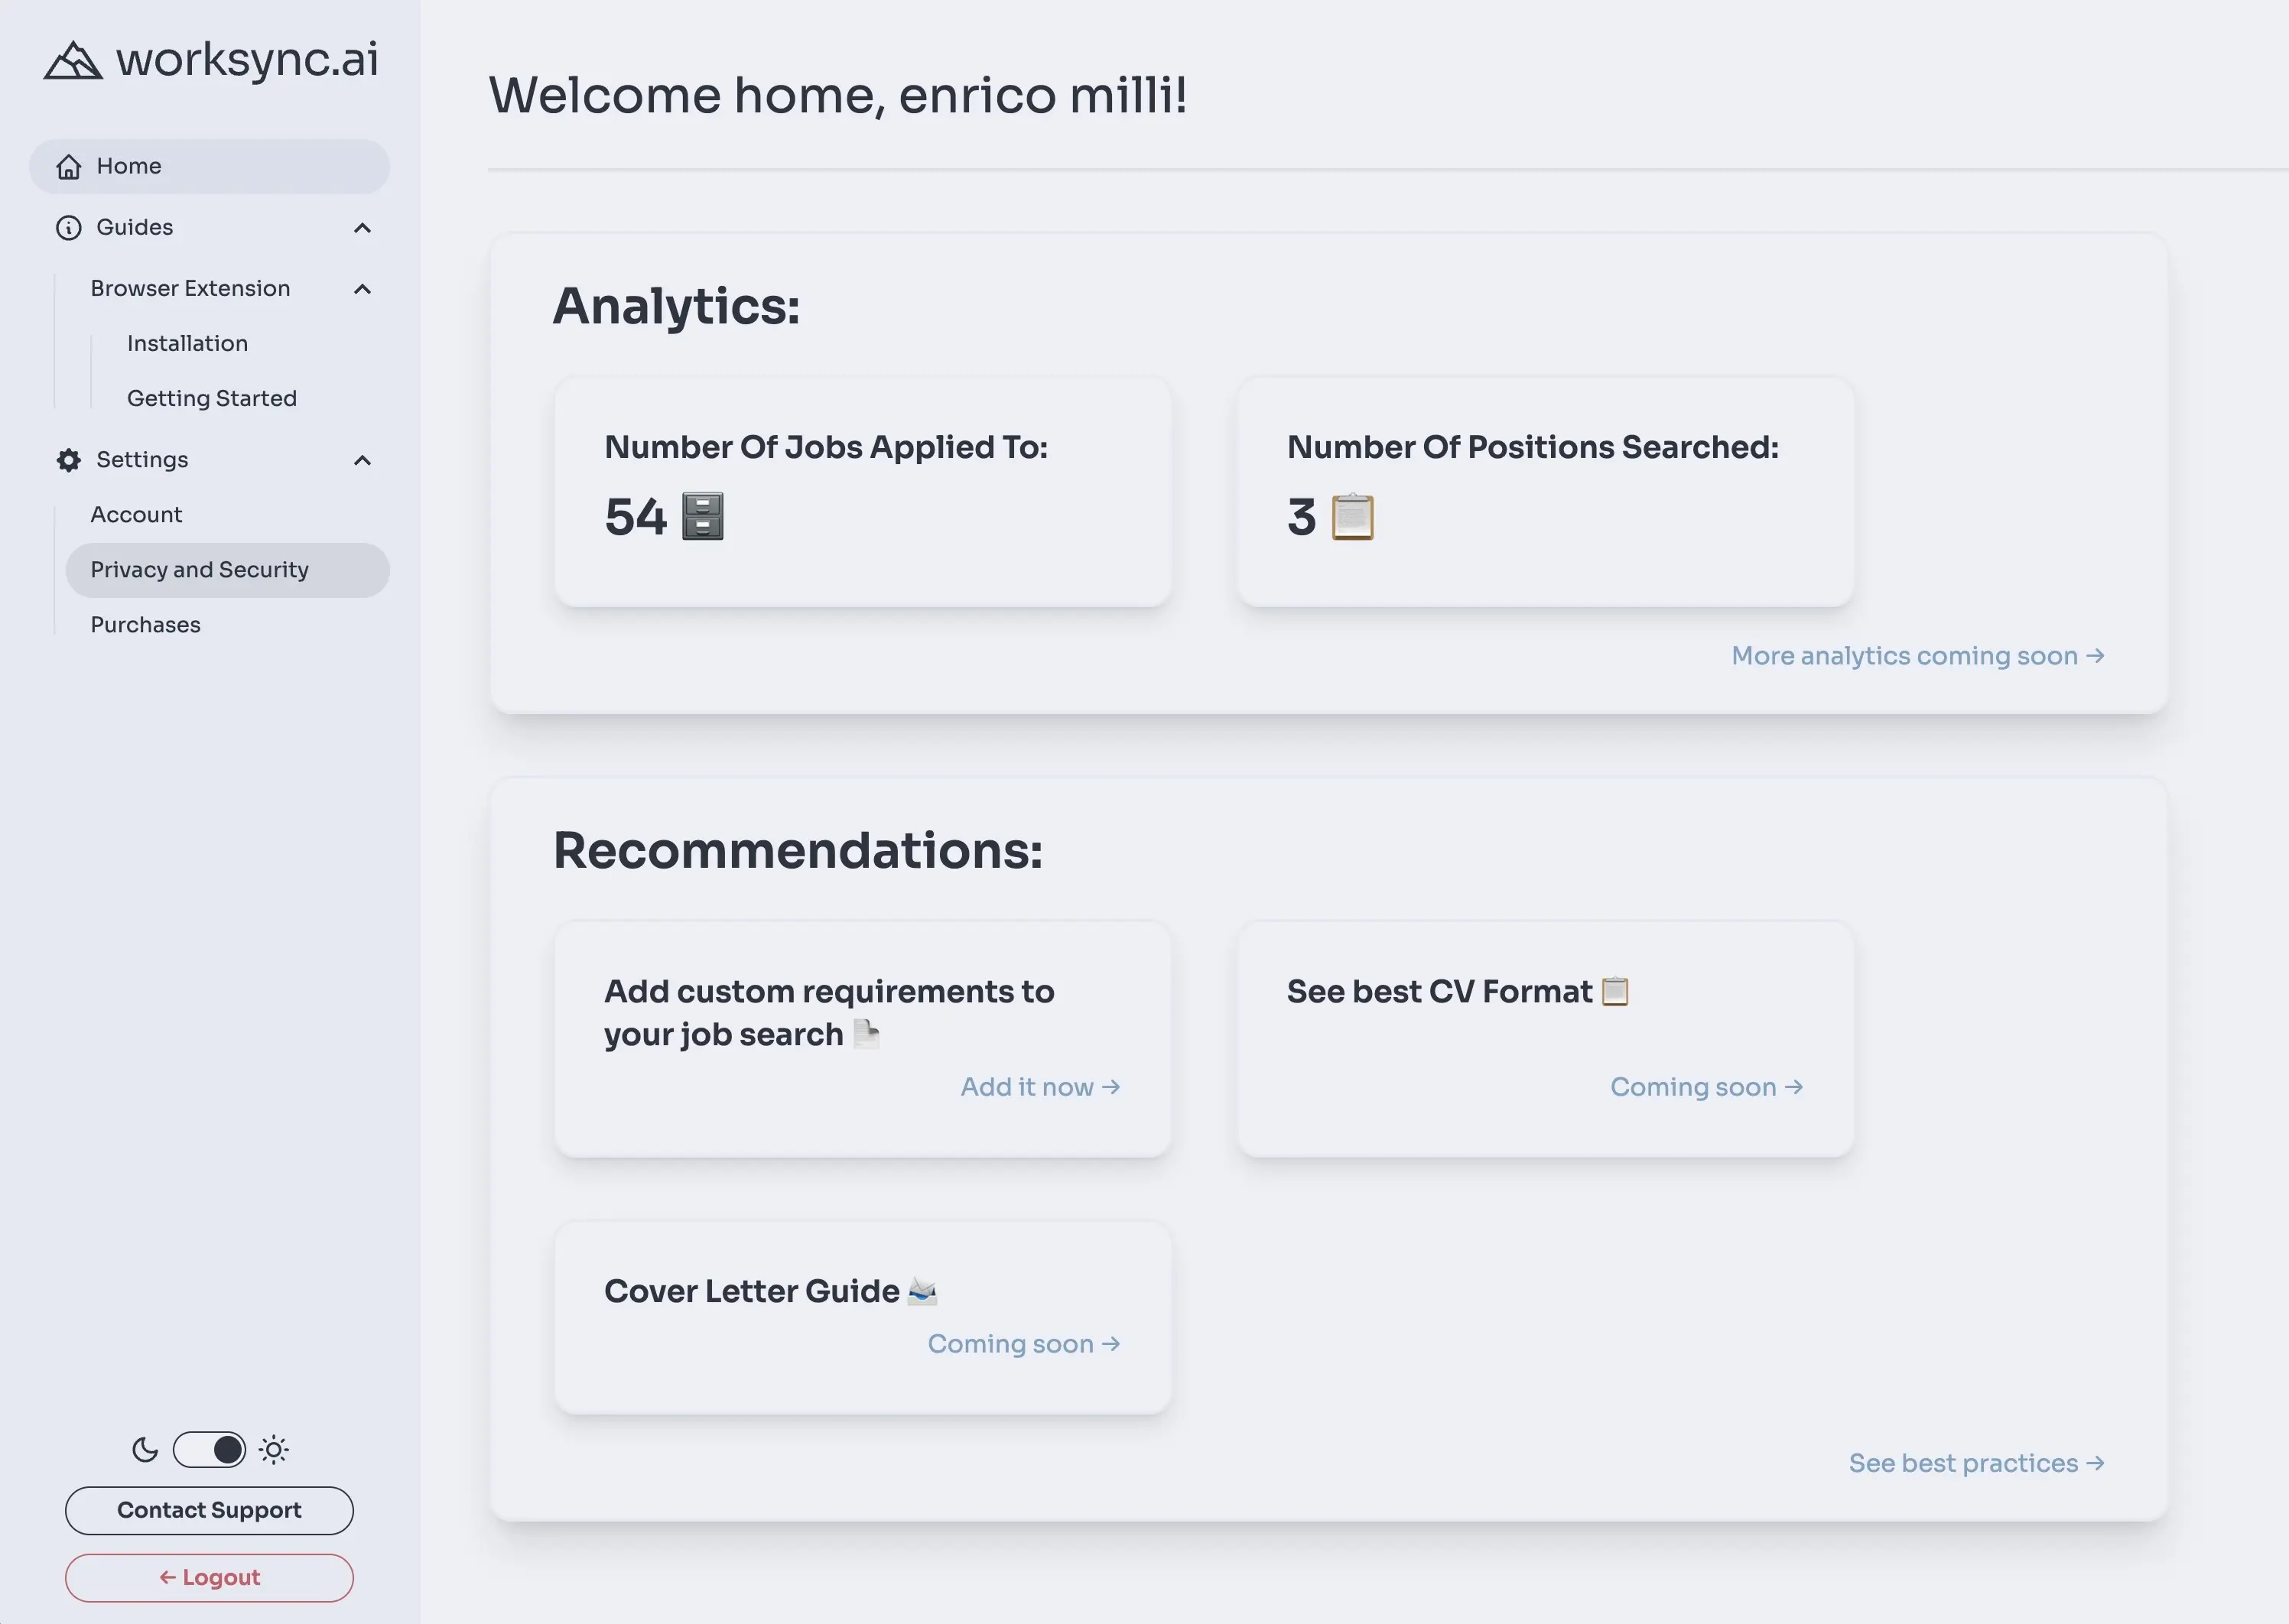 worksync.ai
Home
Guides
Browser Extension
Installation
Getting Started
Settings
Account
Privacy and Security
Purchases
Contact Support
← Logout
Welcome home, enrico milli!
Analytics:
Number Of Jobs Applied To:
54 🗄️
Number Of Positions Searched:
3 📋
More analytics coming soon →
Recommendations:
Add custom requirements to
your job search 📄
Add it now →
See best CV Format 📋
Coming soon →
Cover Letter Guide 📨
Coming soon →
See best practices →